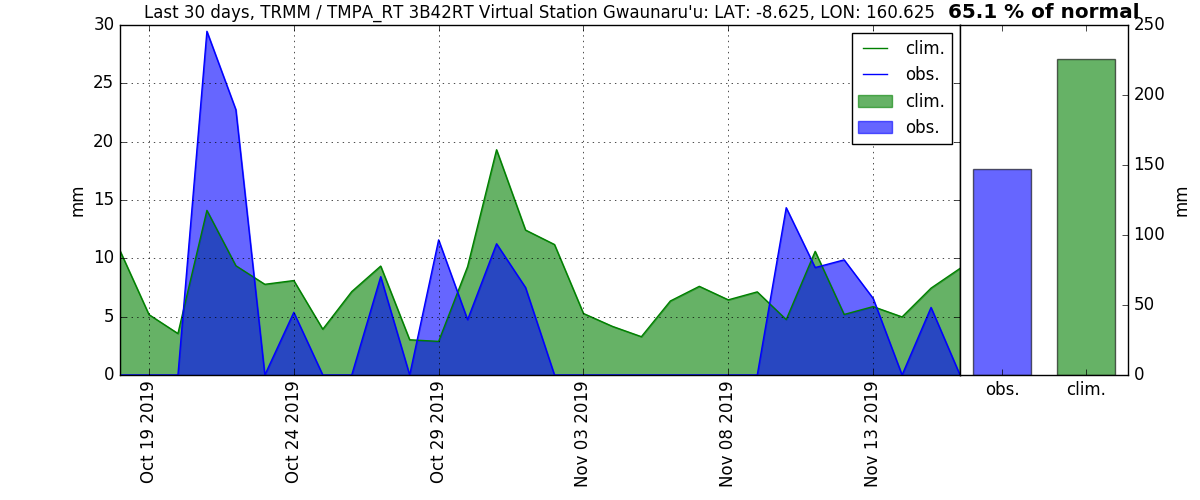 Last 30 days, TRMM / TMPA_RT 3B42RT Virtual Station Gwaunaru'u: LAT: -8.625, LON: 160.625
65.1 % of normal
30
25
20
15
10
5
0
mm
clim.
obs.
clim.
obs.
Oct 19 2019
Oct 24 2019
Oct 29 2019
Nov 03 2019
Nov 08 2019
Nov 13 2019
250
200
150
100
50
0
mm
obs.
clim.